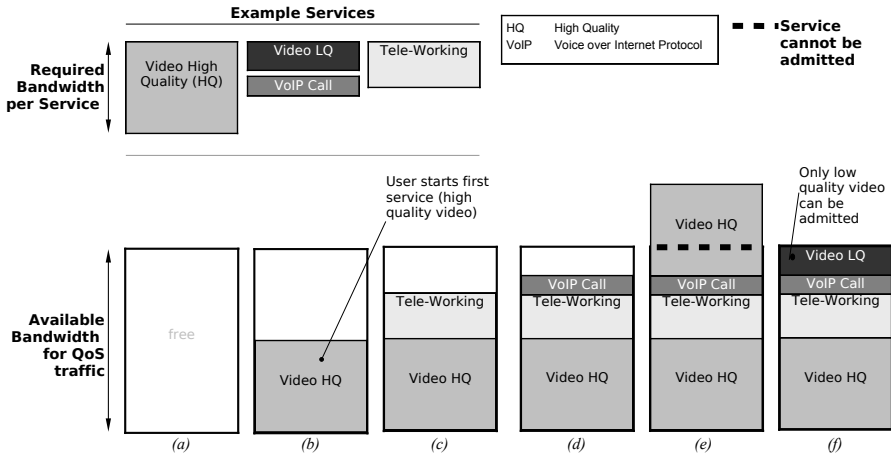 Example Services
Required
Bandwidth
per Service
Video High
Quality (HQ)
Video LQ
VoIP Call
Tele-Working
HQ High Quality
VoIP Voice over Internet Protocol
Service
cannot be
admitted
User starts first
service (high
quality video)
Only low
quality video
can be
admitted
Available
Bandwidth
for QoS
traffic
free
Video HQ
Tele-Working
Video HQ
VoIP Call
Tele-Working
Video HQ
Video HQ
VoIP Call
Tele-Working
Video HQ
Video LQ
VoIP Call
Tele-Working
Video HQ
(a)
(b)
(c)
(d)
(e)
(f)